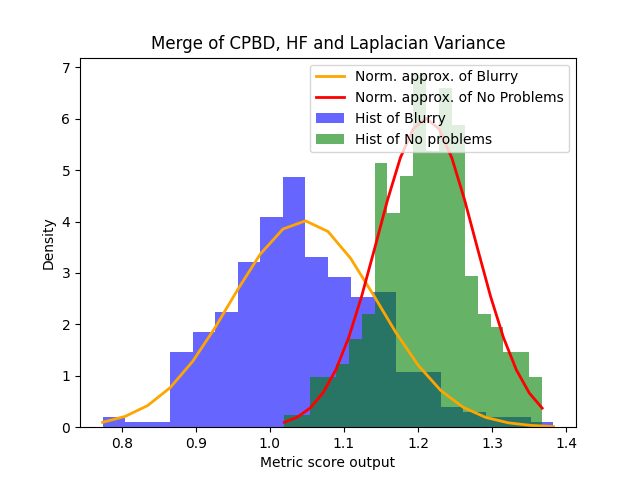 Merge of CPBD, HF and Laplacian Variance
Norm. approx. of Blurry
Norm. approx. of No Problems
Hist of Blurry
Hist of No problems
Density
7
6
5
4
3
2
1
0
0.8 0.9 1.0 1.1 1.2 1.3 1.4
Metric score output